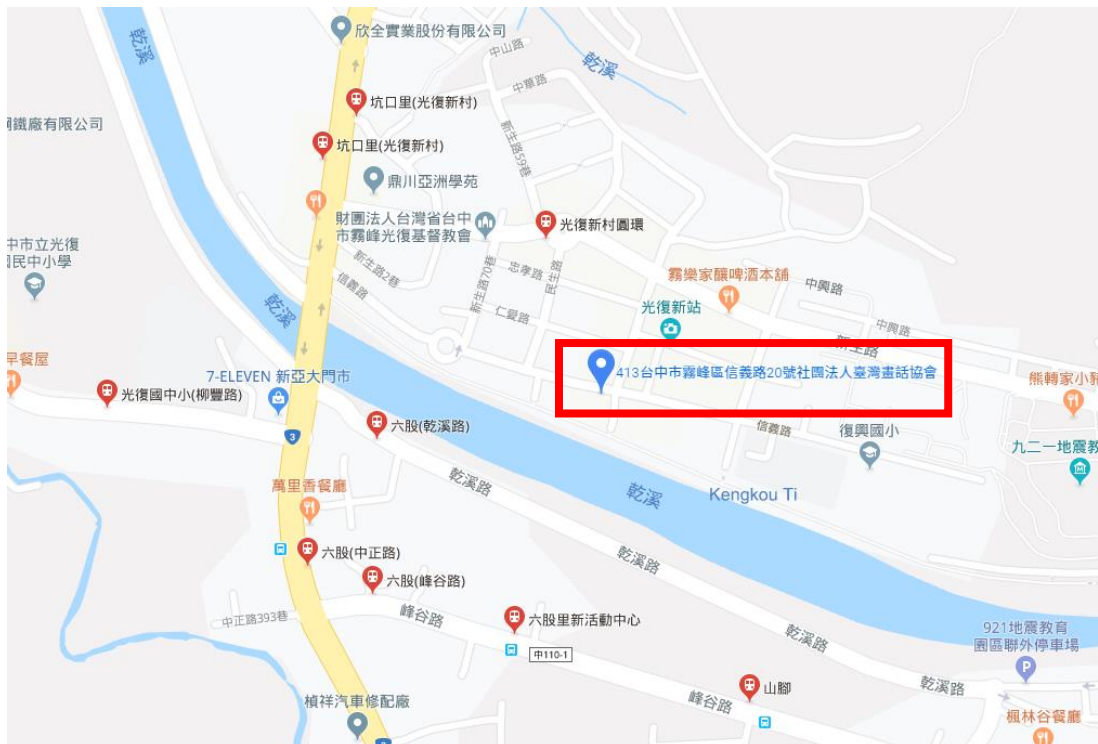 欣全實業股份有限公司
中山路
乾溪
乾溪
中華路
坑口里(光復新村)
鐵廠有限公司
坑口里(光復新村)
新生路59巷
鼎川亞洲學苑
財團法人台灣省台中
市霧峰光復基督教會
光復新村圓環
中市立光復
國民中小學
新生路2巷
新生路70巷
忠孝路
民生路
霧樂家釀啤酒本舖
中興路
信義路
光復新站
乾溪
仁愛路
中興路
新生路
早餐屋
7-ELEVEN 新亞大門市
413台中市霧峰區信義路20號社團法人臺灣畫話協會
熊轉家小
光復國中小(柳豐路)
六股(乾溪路)
信義路
復興國小
3
九二一地震教
萬里香餐廳
乾溪路
乾溪
Kengkou Ti
六股(中正路)
乾溪路
六股(峰谷路)
中正路393巷
峰谷路
六股里新活動中心
921地震教育
園區聯外停車場
乾溪路
中110-1
P
山腳
乾溪路
峰谷路
楨祥汽車修配廠
楓林谷餐廳